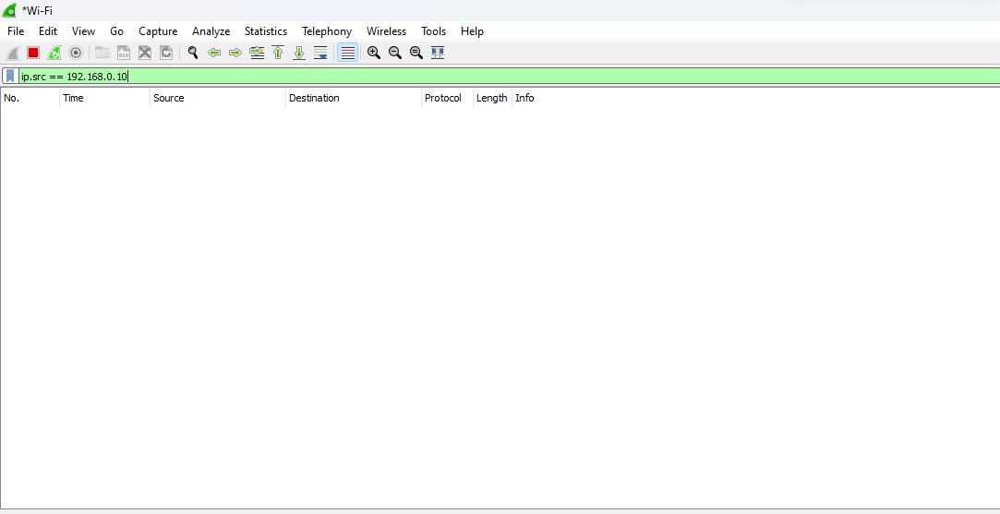 *Wi-Fi
File Edit View Go Capture Analyze Statistics Telephony Wireless Tools Help
ip.src == 192.168.0.10
No. Time Source Destination Protocol Length Info